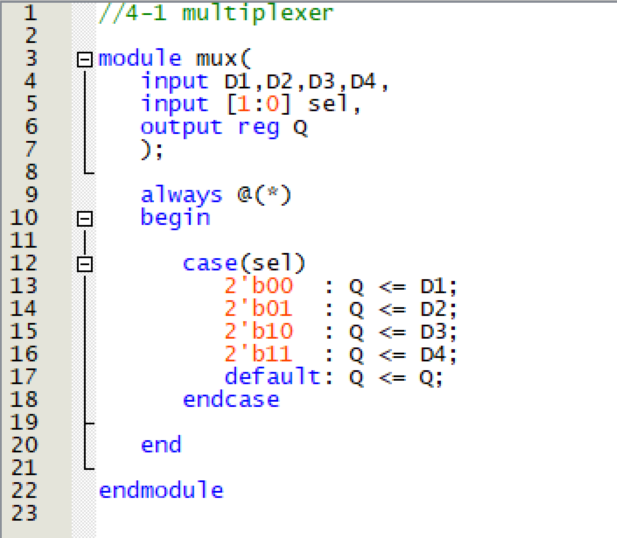 1 //4-1 multiplexer
2
3 module mux(
4 input D1,D2,D3,D4,
5 input [1:0] sel,
6 output reg Q
7 );
8
9 always @(*)
10 begin
11
12 case(sel)
13 2'b00 : Q <= D1;
14 2'b01 : Q <= D2;
15 2'b10 : Q <= D3;
16 2'b11 : Q <= D4;
17 default: Q <= Q;
18 endcase
19
20 end
21
22 endmodule
23